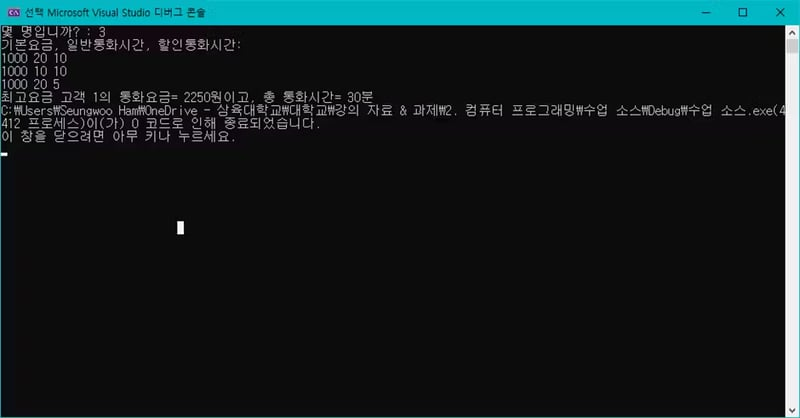 선택 Microsoft Visual Studio 디버그 콘솔
몇 명입니까? : 3
기본요금, 일반통화시간, 할인통화시간:
1000 20 10
1000 10 10
1000 20 5
최고요금 고객 1의 통화요금= 2250원이고, 총 통화시간= 30분
C:₩Users₩Seungwoo Ham₩OneDrive - 삼육대학교₩대학교₩강의 자료 & 과제₩2. 컴퓨터 프로그래밍₩수업 소스₩Debug₩수업 소스.exe(4
412 프로세스)이(가) 0 코드로 인해 종료되었습니다.
이 창을 닫으려면 아무 키나 누르세요.